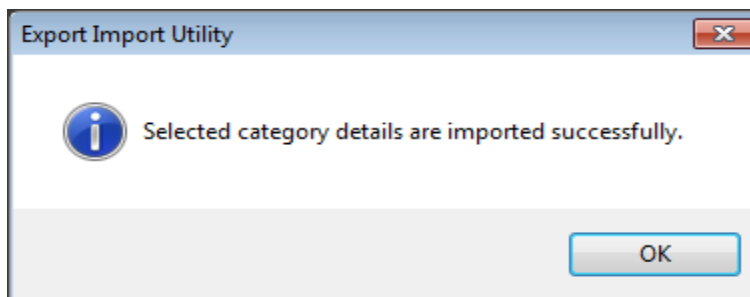 Export Import Utility
Selected category details are imported successfully.
OK